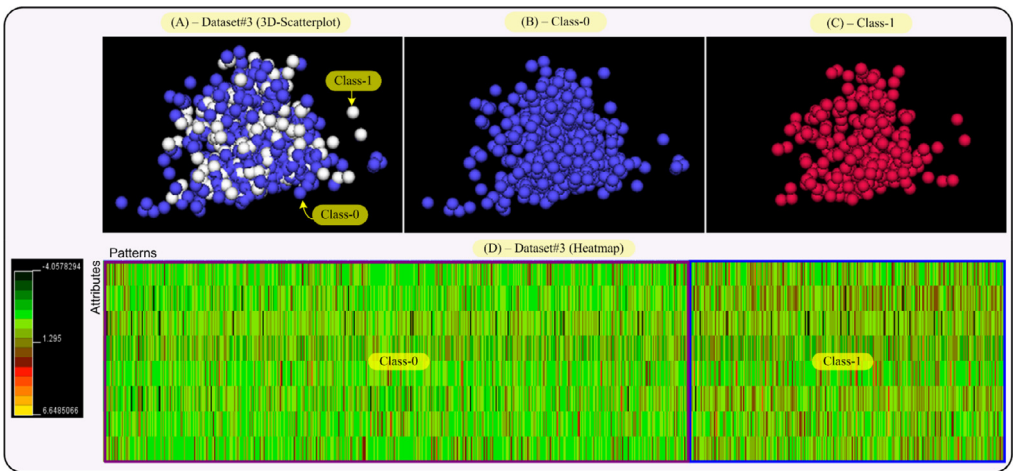 (A) – Dataset#3 (3D-Scatterplot)
(B) – Class-0
(C) – Class-1
Class-1
Class-0
(D) – Dataset#3 (Heatmap)
Patterns
Attributes
-4.0578294
1.295
6.6495066
Class-0
Class-1